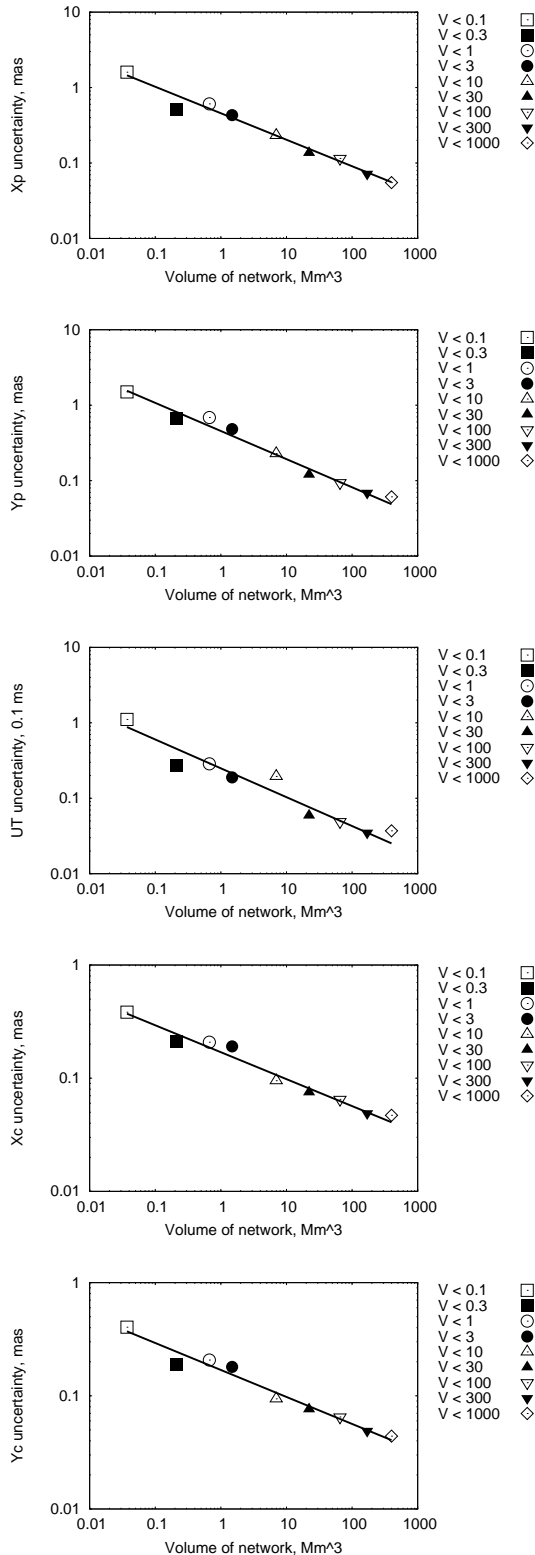 10
1
0.1
0.01
Xp uncertainty, mas
0.01 0.1 1 10 100 1000
Volume of network, Mm^3
V < 0.1
V < 0.3
V < 1
V < 3
V < 10
V < 30
V < 100
V < 300
V < 1000
10
1
0.1
0.01
Yp uncertainty, mas
0.01 0.1 1 10 100 1000
Volume of network, Mm^3
V < 0.1
V < 0.3
V < 1
V < 3
V < 10
V < 30
V < 100
V < 300
V < 1000
10
1
0.1
0.01
UT uncertainty, 0.1 ms
0.01 0.1 1 10 100 1000
Volume of network, Mm^3
V < 0.1
V < 0.3
V < 1
V < 3
V < 10
V < 30
V < 100
V < 300
V < 1000
1
0.1
0.01
Xc uncertainty, mas
0.01 0.1 1 10 100 1000
Volume of network, Mm^3
V < 0.1
V < 0.3
V < 1
V < 3
V < 10
V < 30
V < 100
V < 300
V < 1000
1
0.1
0.01
Yc uncertainty, mas
0.01 0.1 1 10 100 1000
Volume of network, Mm^3
V < 0.1
V < 0.3
V < 1
V < 3
V < 10
V < 30
V < 100
V < 300
V < 1000